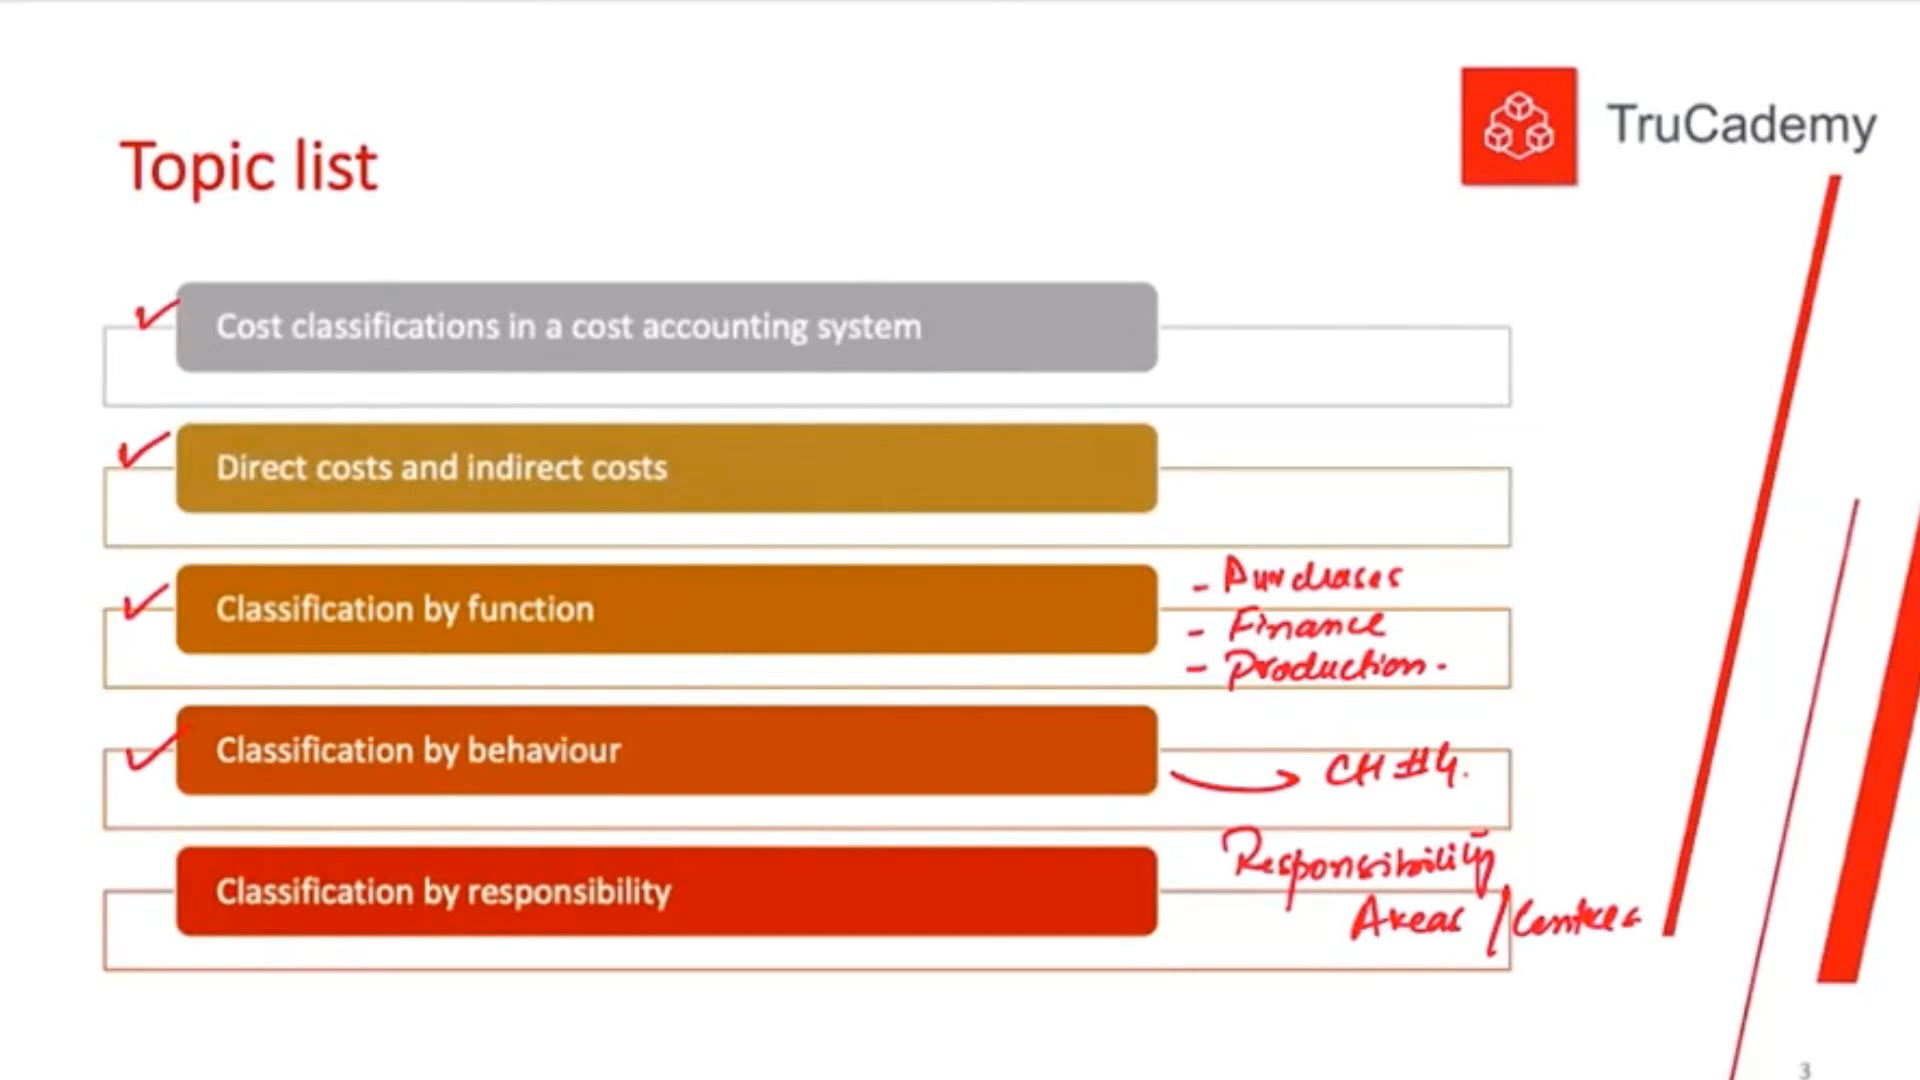 TruCademy
Topic list
Cost classifications in a cost accounting system
Direct costs and indirect costs
Classification by function
- Purchases
- Finance
- Production.
Classification by behaviour
CH #4.
Classification by responsibility
Responsibility
Areas / Centres
3